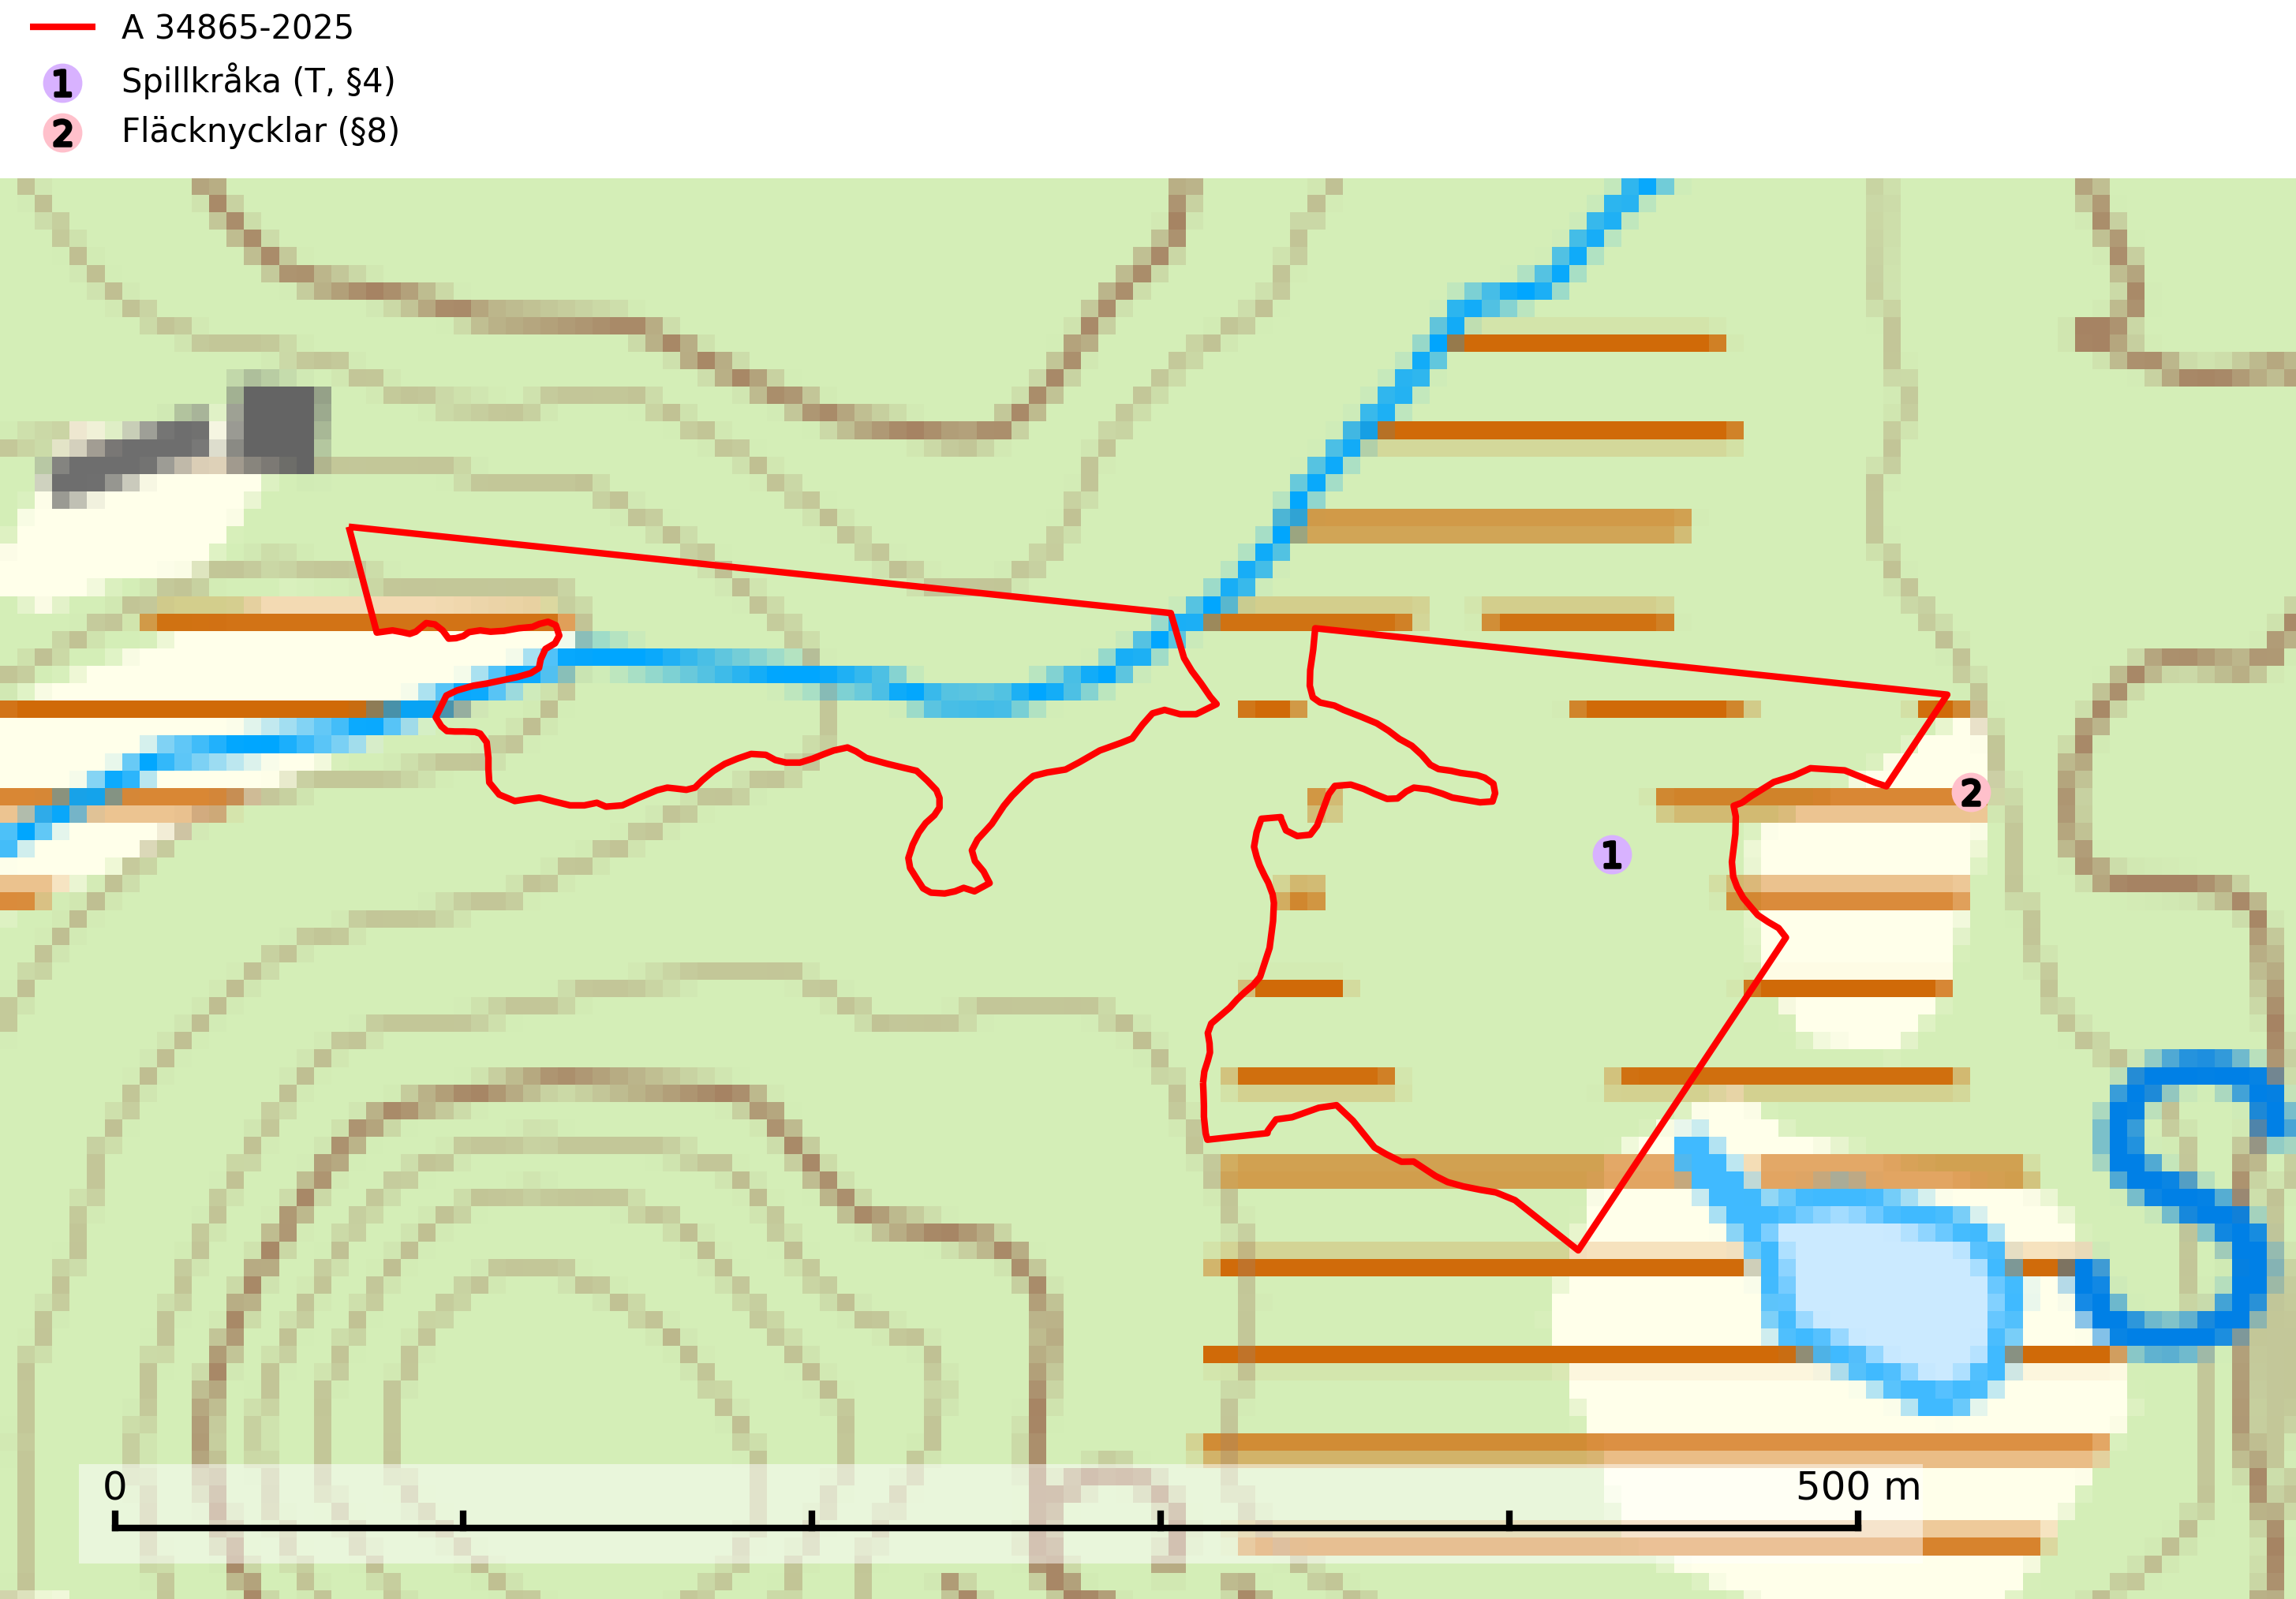 A 34865-2025
1 Spillkråka (T, §4)
2 Fläcknycklar (§8)
2
1
0 500 m